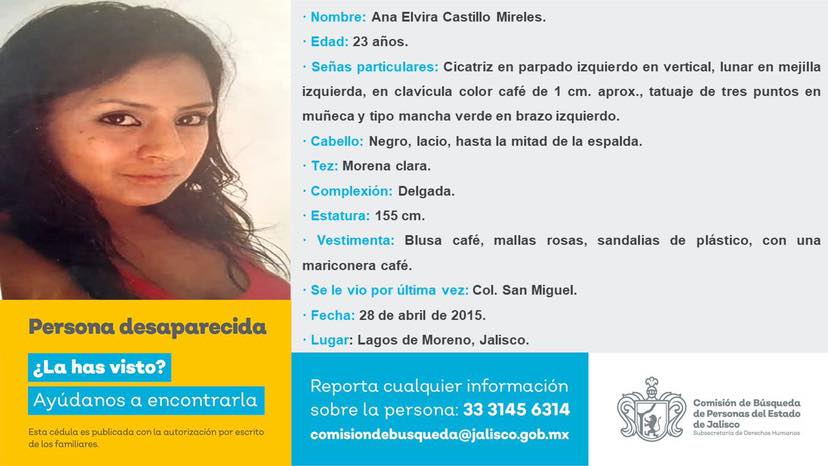 · Nombre: Ana Elvira Castillo Mireles.
· Edad: 23 años.
· Señas particulares: Cicatriz en parpado izquierdo en vertical, lunar en mejilla
izquierda, en clavicula color café de 1 cm. aprox., tatuaje de tres puntos en
muñeca y tipo mancha verde en brazo izquierdo.
· Cabello: Negro, lacio, hasta la mitad de la espalda.
· Tez: Morena clara.
· Complexión: Delgada.
· Estatura: 155 cm.
· Vestimenta: Blusa café, mallas rosas, sandalias de plástico, con una
mariconera café.
· Se le vio por última vez: Col. San Miguel.
· Fecha: 28 de abril de 2015.
· Lugar: Lagos de Moreno, Jalisco.
Persona desaparecida
¿La has visto?
Ayúdanos a encontrarla
Esta cédula es publicada con la autorización por escrito
de los familiares.
Reporta cualquier información
sobre la persona: 33 3145 6314
comisiondebusqueda@jalisco.gob.mx
Comisión de Búsqueda
de Personas del Estado
de Jalisco
Subsecretaría de Derechos Humanos